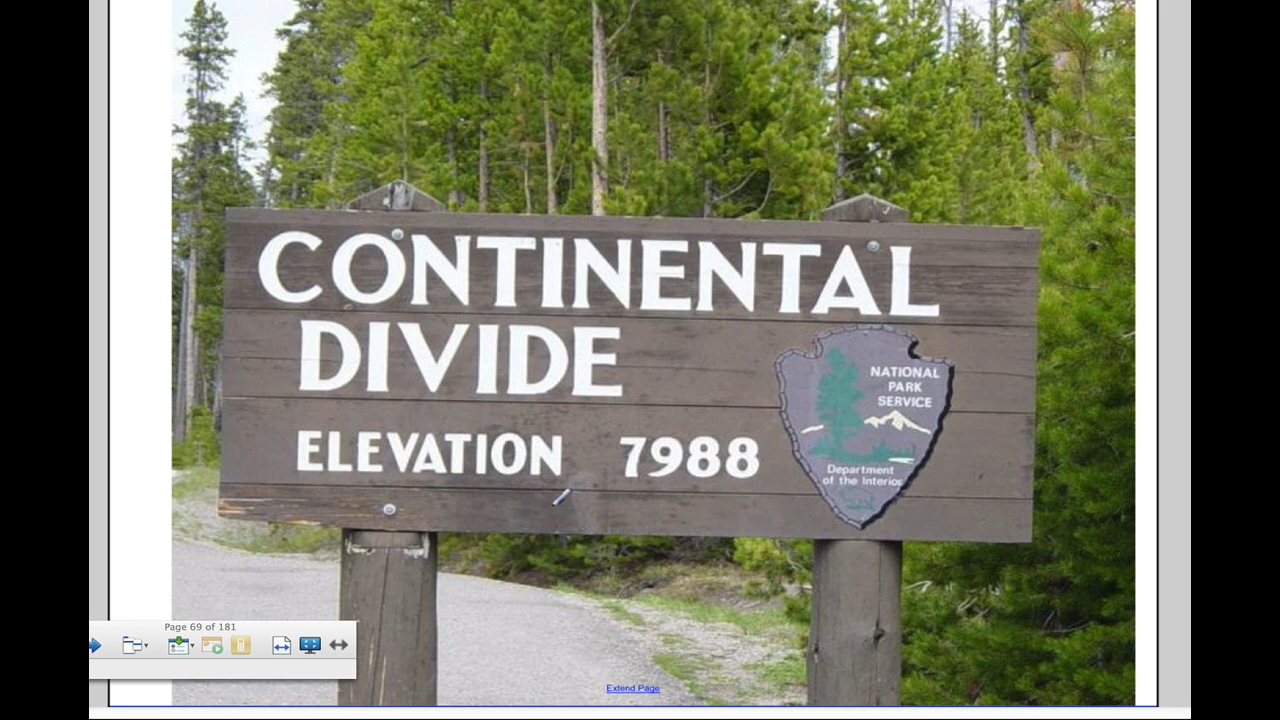 CONTINENTAL
DIVIDE
ELEVATION 7988
NATIONAL
PARK
SERVICE
Department
of the Interior
Page 69 of 181
Extend Page